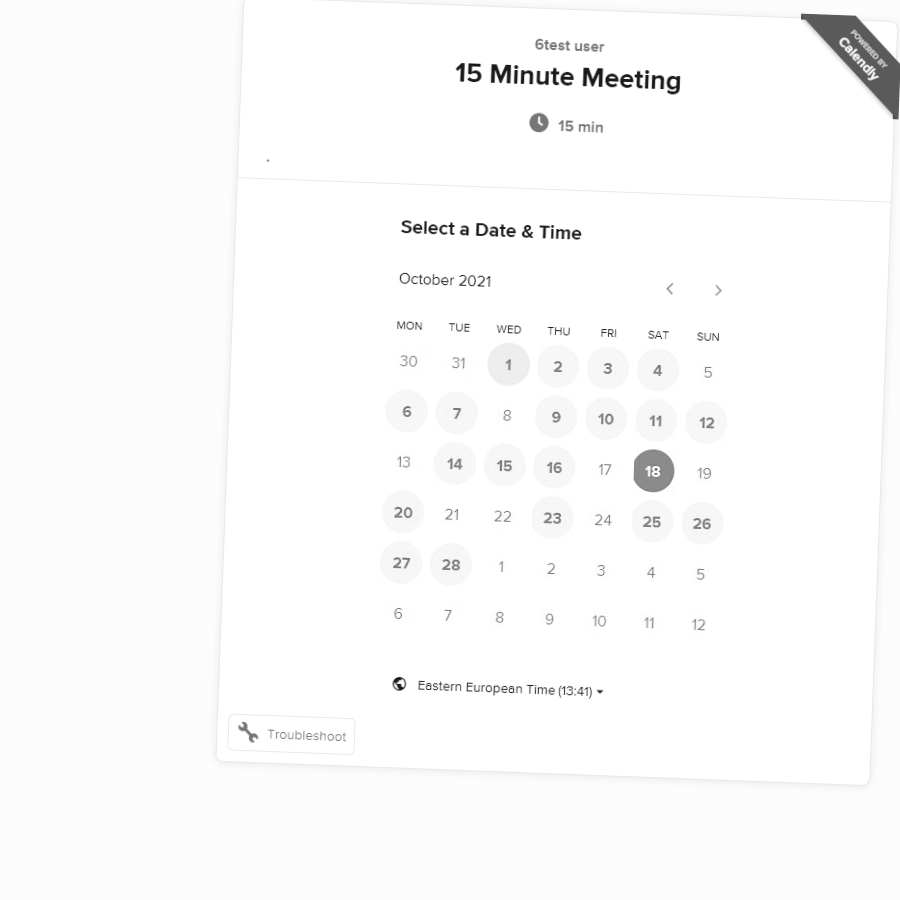 6test user
15 Minute Meeting
15 min
POWERED BY
Calendly
Select a Date & Time
October 2021
MON TUE WED THU FRI SAT SUN
30 31 1 2 3 4 5
6 7 8 9 10 11 12
13 14 15 16 17 18 19
20 21 22 23 24 25 26
27 28 1 2 3 4 5
6 7 8 9 10 11 12
Eastern European Time (13:41)
Troubleshoot